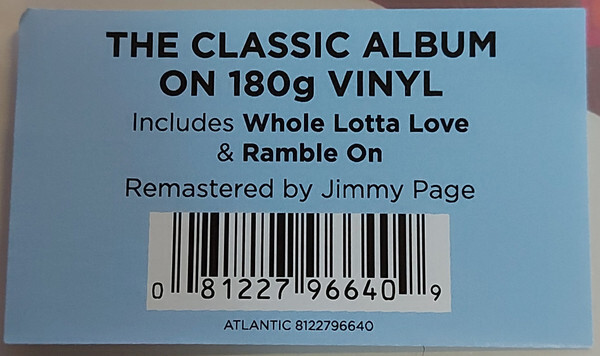 THE CLASSIC ALBUM
ON 180g VINYL
Includes Whole Lotta Love
& Ramble On
Remastered by Jimmy Page
0 81227 96640 9
ATLANTIC 8122796640